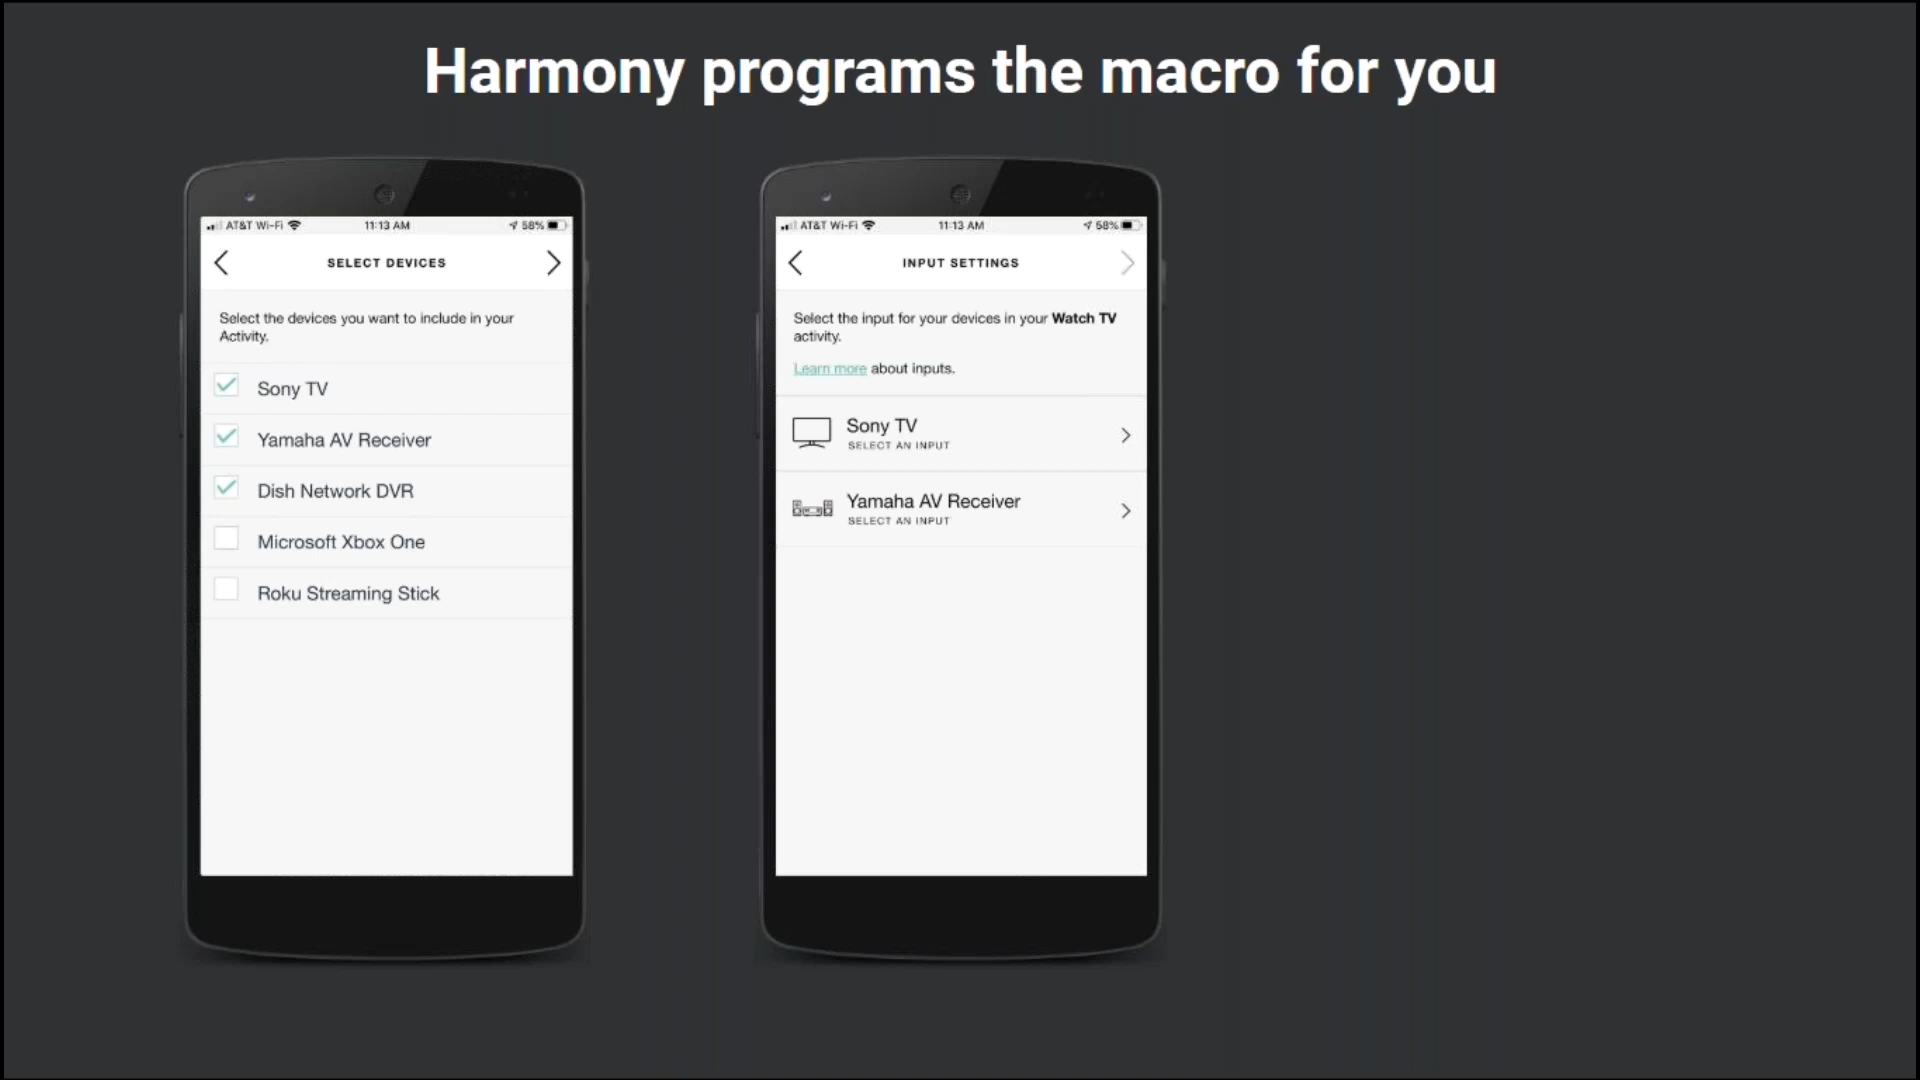 Harmony programs the macro for you
AT&T Wi-Fi 11:13 AM 58%
SELECT DEVICES
Select the devices you want to include in your
Activity.
Sony TV
Yamaha AV Receiver
Dish Network DVR
Microsoft Xbox One
Roku Streaming Stick
AT&T Wi-Fi 11:13 AM 58%
INPUT SETTINGS
Select the input for your devices in your Watch TV
activity.
Learn more about inputs.
Sony TV
SELECT AN INPUT
Yamaha AV Receiver
SELECT AN INPUT